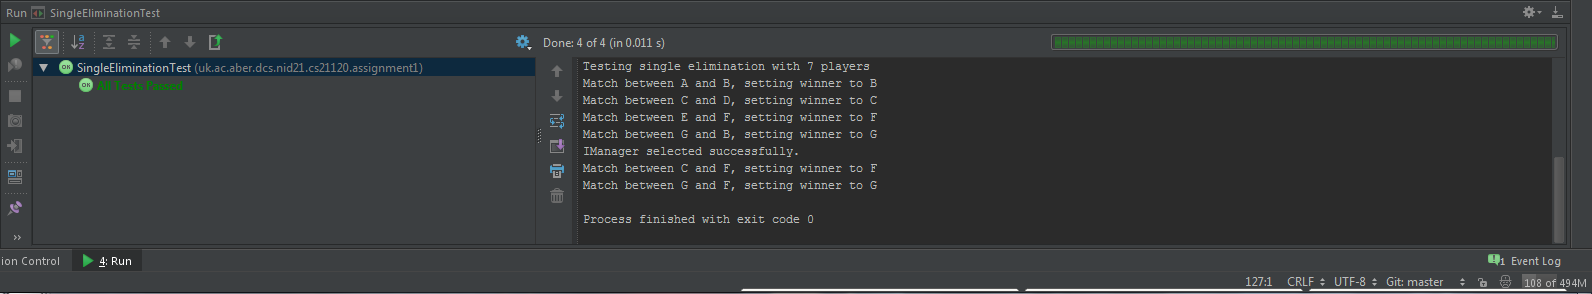 Run SingleEliminationTest
Done: 4 of 4 (in 0.011 s)
OK SingleEliminationTest (uk.ac.aber.dcs.nid21.cs21120.assignment1)
OK All Tests Passed
Testing single elimination with 7 players
Match between A and B, setting winner to B
Match between C and D, setting winner to C
Match between E and F, setting winner to F
Match between G and B, setting winner to G
IManager selected successfully.
Match between C and F, setting winner to F
Match between G and F, setting winner to G
Process finished with exit code 0
ion Control 4: Run 1 Event Log
127:1 CRLF UTF-8 Git: master 108 of 494M